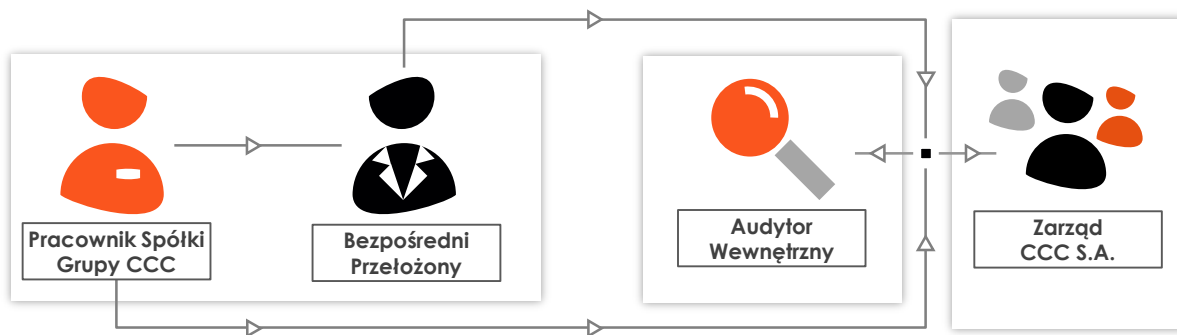 Pracownik Spółki
Grupy CCC
Bezpośredni
Przełożony
Audytor
Wewnętrzny
Zarząd
CCC S.A.